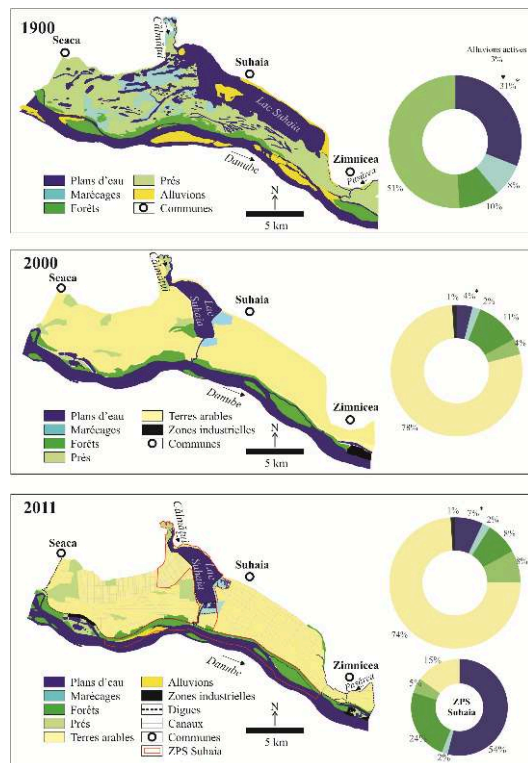 1900
Seaca
Călmățui
Suhaia
Lac Suhaia
Danube
Zimnicea
Pasărea
N
5 km
Plans d'eau
Marécages
Forêts
Prés
Alluvions
Communes
Alluvions actives
3%
31%*
8%
10%
51%
2000
Seaca
Călmățui
Lac
Suhaia
Suhaia
Danube
Zimnicea
N
5 km
Plans d'eau
Marécages
Forêts
Prés
Terres arables
Zones industrielles
Communes
1%
4%*
2%
11%
4%
78%
2011
Seaca
Călmățui
Lac
Suhaia
Suhaia
Danube
Zimnicea
Pasărea
N
5 km
Plans d'eau
Marécages
Forêts
Prés
Terres arables
Alluvions
Zones industrielles
Digues
Canaux
Communes
ZPS Suhaia
1%
7%*
2%
8%
8%
74%
ZPS
Suhaia
15%
5%
24%
2%
54%